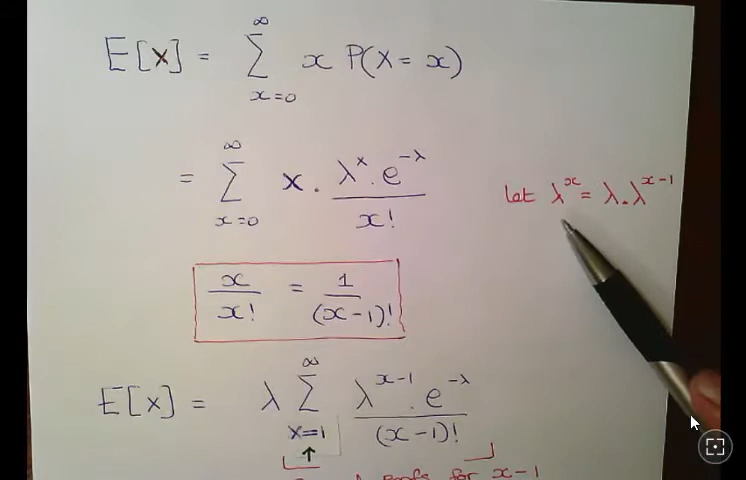 E[X] = ∞ ∑ x=0 x P(X = x)
= ∞ ∑ x=0 x . λ^x . e^-λ / x!
let λ^x = λ . λ^x-1
x / x! = 1 / (x-1)!
E[X] = λ ∞ ∑ x=1 λ^x-1 . e^-λ / (x-1)!
↑
for x-1